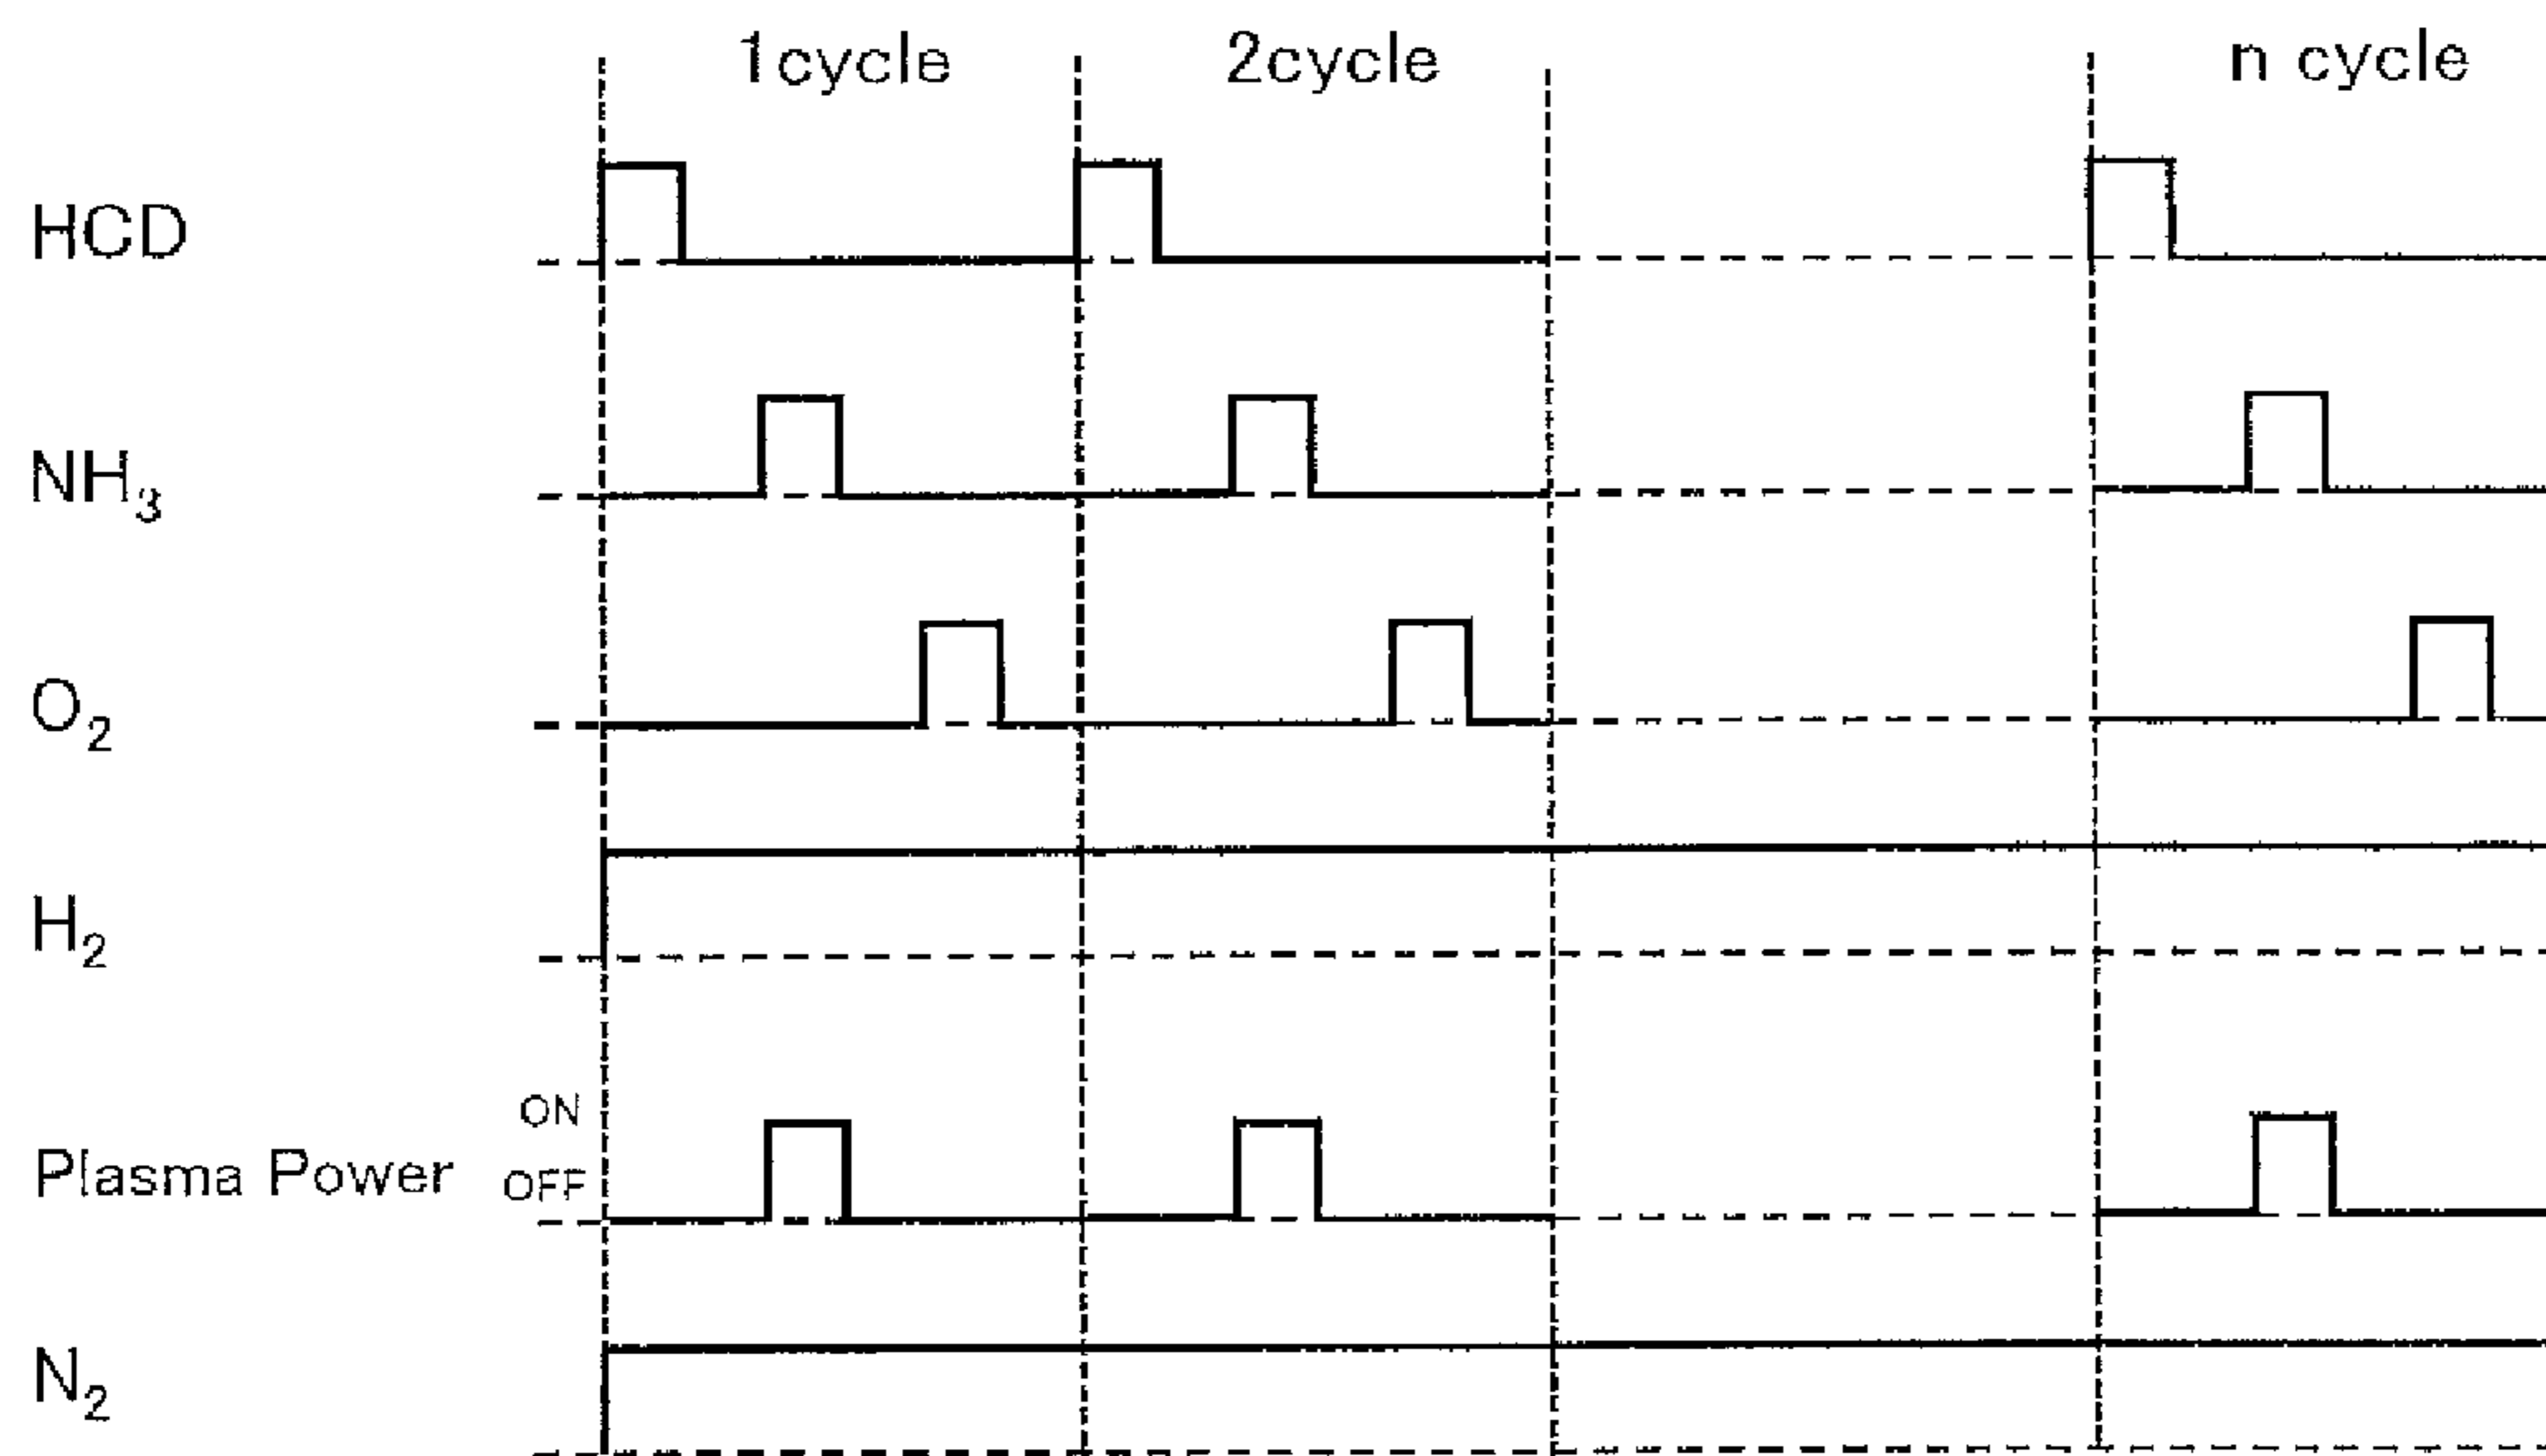 1cycle 2cycle n cycle
HCD
NH₃
O₂
H₂
ON
Plasma Power OFF
N₂